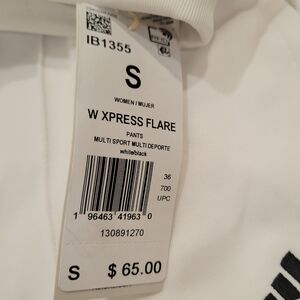 IB1355
S
WOMEN / MUJER
W XPRESS FLARE
PANTS
MULTI SPORT MULTI DEPORTE
white/black
36
700
UPC
1 96463 41963 0
130891270
S $ 65.00